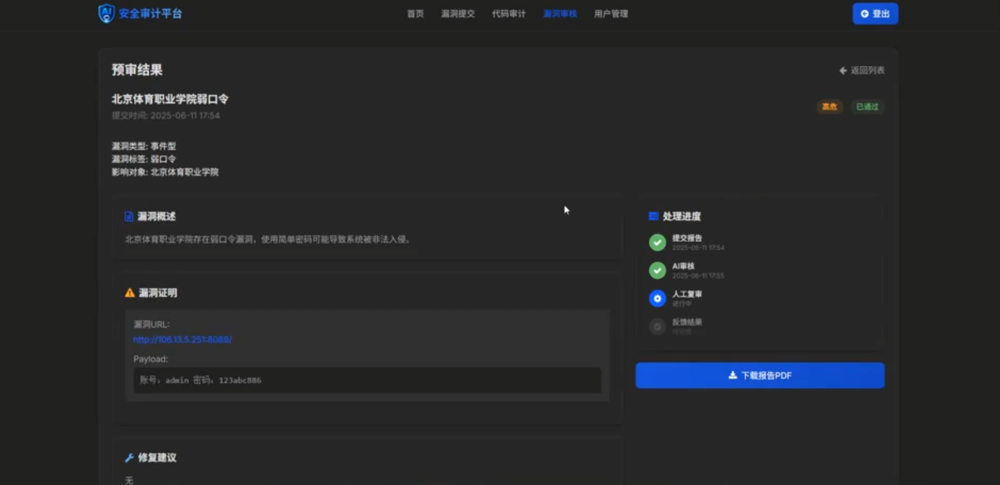 AI 安全审计平台
首页 漏洞提交 代码审计 漏洞审核 用户管理
登出
预审结果
返回列表
北京体育职业学院弱口令
高危 已通过
提交时间: 2025-06-11 17:54
漏洞类型: 事件型
漏洞标签: 弱口令
影响对象: 北京体育职业学院
漏洞概述
北京体育职业学院存在弱口令漏洞，使用简单密码可能导致系统被非法入侵。
漏洞证明
漏洞URL:
http://106.13.5.251:8089/
Payload:
账号：admin 密码：123abc886
修复建议
无
处理进度
提交报告
2025-06-11 17:54
AI审核
2025-06-11 17:55
人工复审
进行中
反馈结果
下载报告PDF